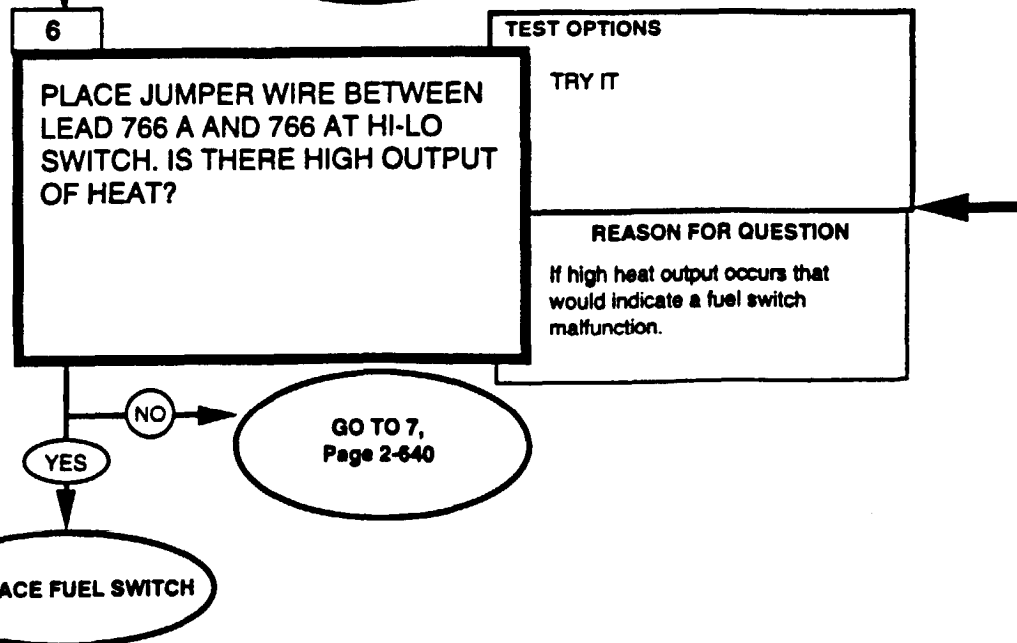 6
PLACE JUMPER WIRE BETWEEN
LEAD 766 A AND 766 AT HI-LO
SWITCH. IS THERE HIGH OUTPUT
OF HEAT?
TEST OPTIONS
TRY IT
REASON FOR QUESTION
If high heat output occurs that
would indicate a fuel switch
malfunction.
NO
GO TO 7,
Page 2-640
YES
ACE FUEL SWITCH